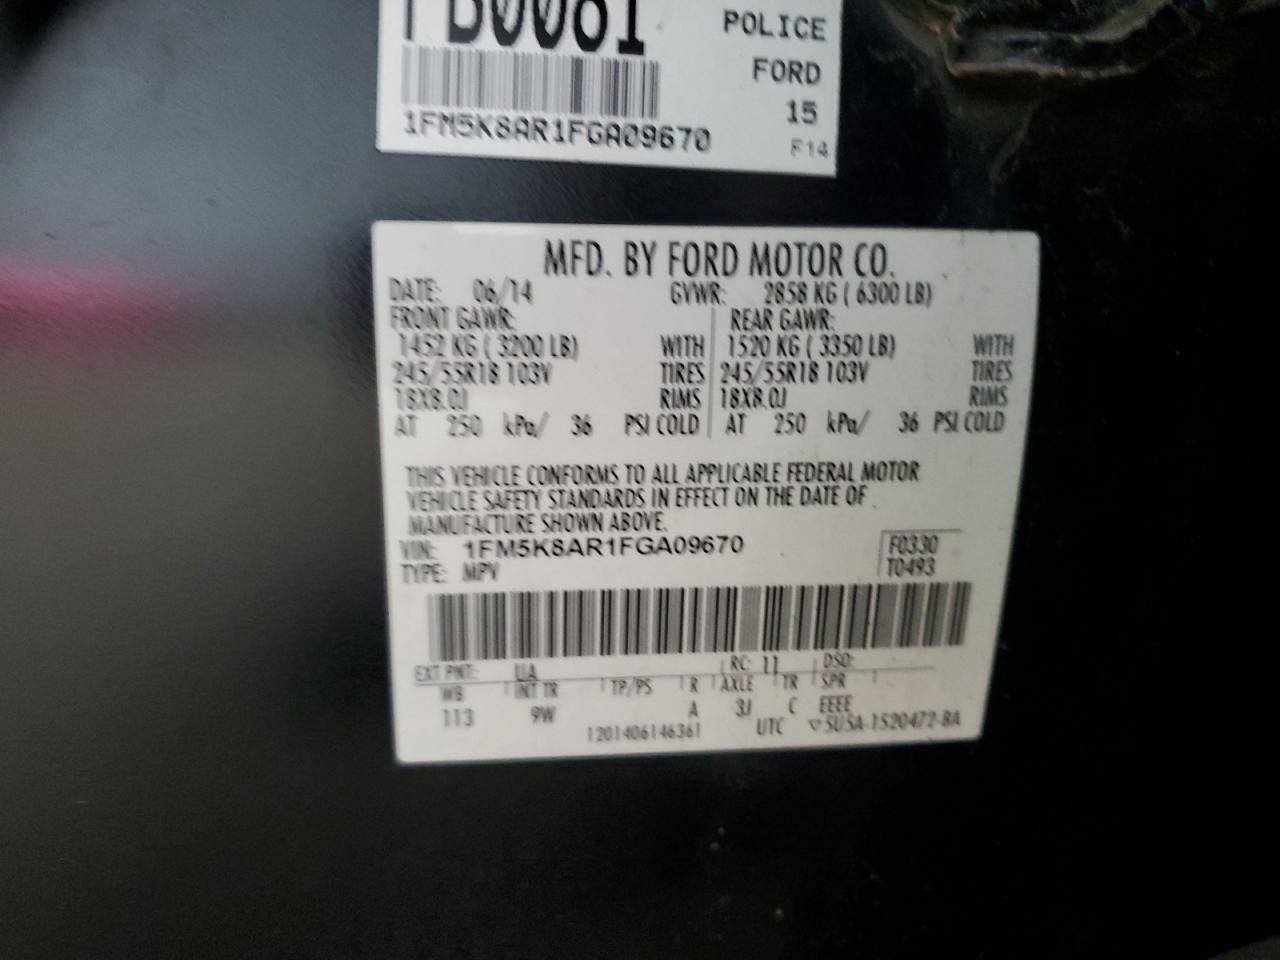 POLICE
FORD
15
1FM5K8AR1FGA09670
F14
MFD. BY FORD MOTOR CO.
DATE: 06/14 GVWR: 2858 KG ( 6300 LB)
FRONT GAWR: REAR GAWR:
1452 KG ( 3200 LB) WITH 1520 KG ( 3350 LB) WITH
245/55R18 103V TIRES 245/55R18 103V TIRES
18X8.0J RIMS 18X8.0J RIMS
AT 250 kPa/ 36 PSI COLD AT 250 kPa/ 36 PSI COLD
THIS VEHICLE CONFORMS TO ALL APPLICABLE FEDERAL MOTOR
VEHICLE SAFETY STANDARDS IN EFFECT ON THE DATE OF
MANUFACTURE SHOWN ABOVE.
VIN: 1FM5K8AR1FGA09670 F0330
TYPE: MPV T0493
EXT PNT: UA RC: 11 DSO:
WB INT TR TP/PS R AXLE TR SPR
113 9W A 3J C EEEE
1201406146361 UTC ▽5U5A-1520472-BA